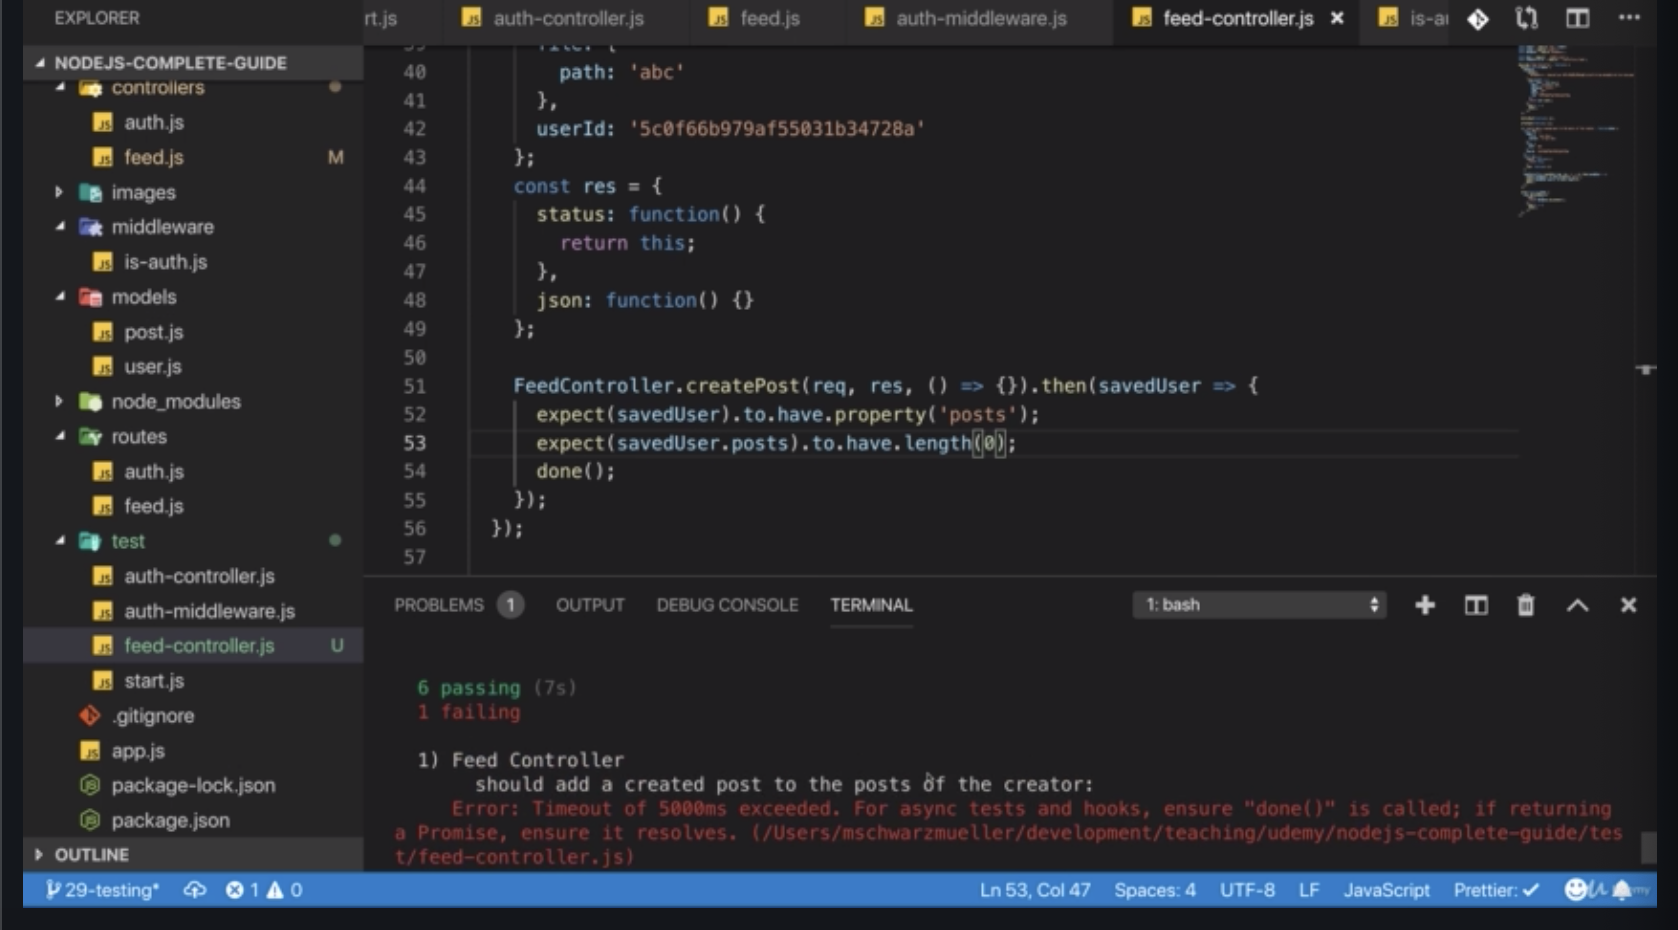 EXPLORER
rt.js
auth-controller.js
feed.js
auth-middleware.js
feed-controller.js
NODEJS-COMPLETE-GUIDE
controllers
auth.js
feed.js M
images
middleware
is-auth.js
models
post.js
user.js
node_modules
routes
auth.js
feed.js
test
auth-controller.js
auth-middleware.js
feed-controller.js U
start.js
.gitignore
app.js
package-lock.json
package.json
OUTLINE
file: {
40 path: 'abc'
41 },
42 userId: '5c0f66b979af55031b34728a'
43 };
44 const res = {
45 status: function() {
46 return this;
47 },
48 json: function() {}
49 };
50
51 FeedController.createPost(req, res, () => {}).then(savedUser => {
52 expect(savedUser).to.have.property('posts');
53 expect(savedUser.posts).to.have.length(0);
54 done();
55 });
56 });
57
PROBLEMS 1 OUTPUT DEBUG CONSOLE TERMINAL 1: bash
6 passing (7s)
1 failing
1) Feed Controller
should add a created post to the posts of the creator:
Error: Timeout of 5000ms exceeded. For async tests and hooks, ensure "done()" is called; if returning
a Promise, ensure it resolves. (/Users/mschwarzmueller/development/teaching/udemy/nodejs-complete-guide/tes
t/feed-controller.js)
29-testing* 1 0 Ln 53, Col 47 Spaces: 4 UTF-8 LF JavaScript Prettier: ✓